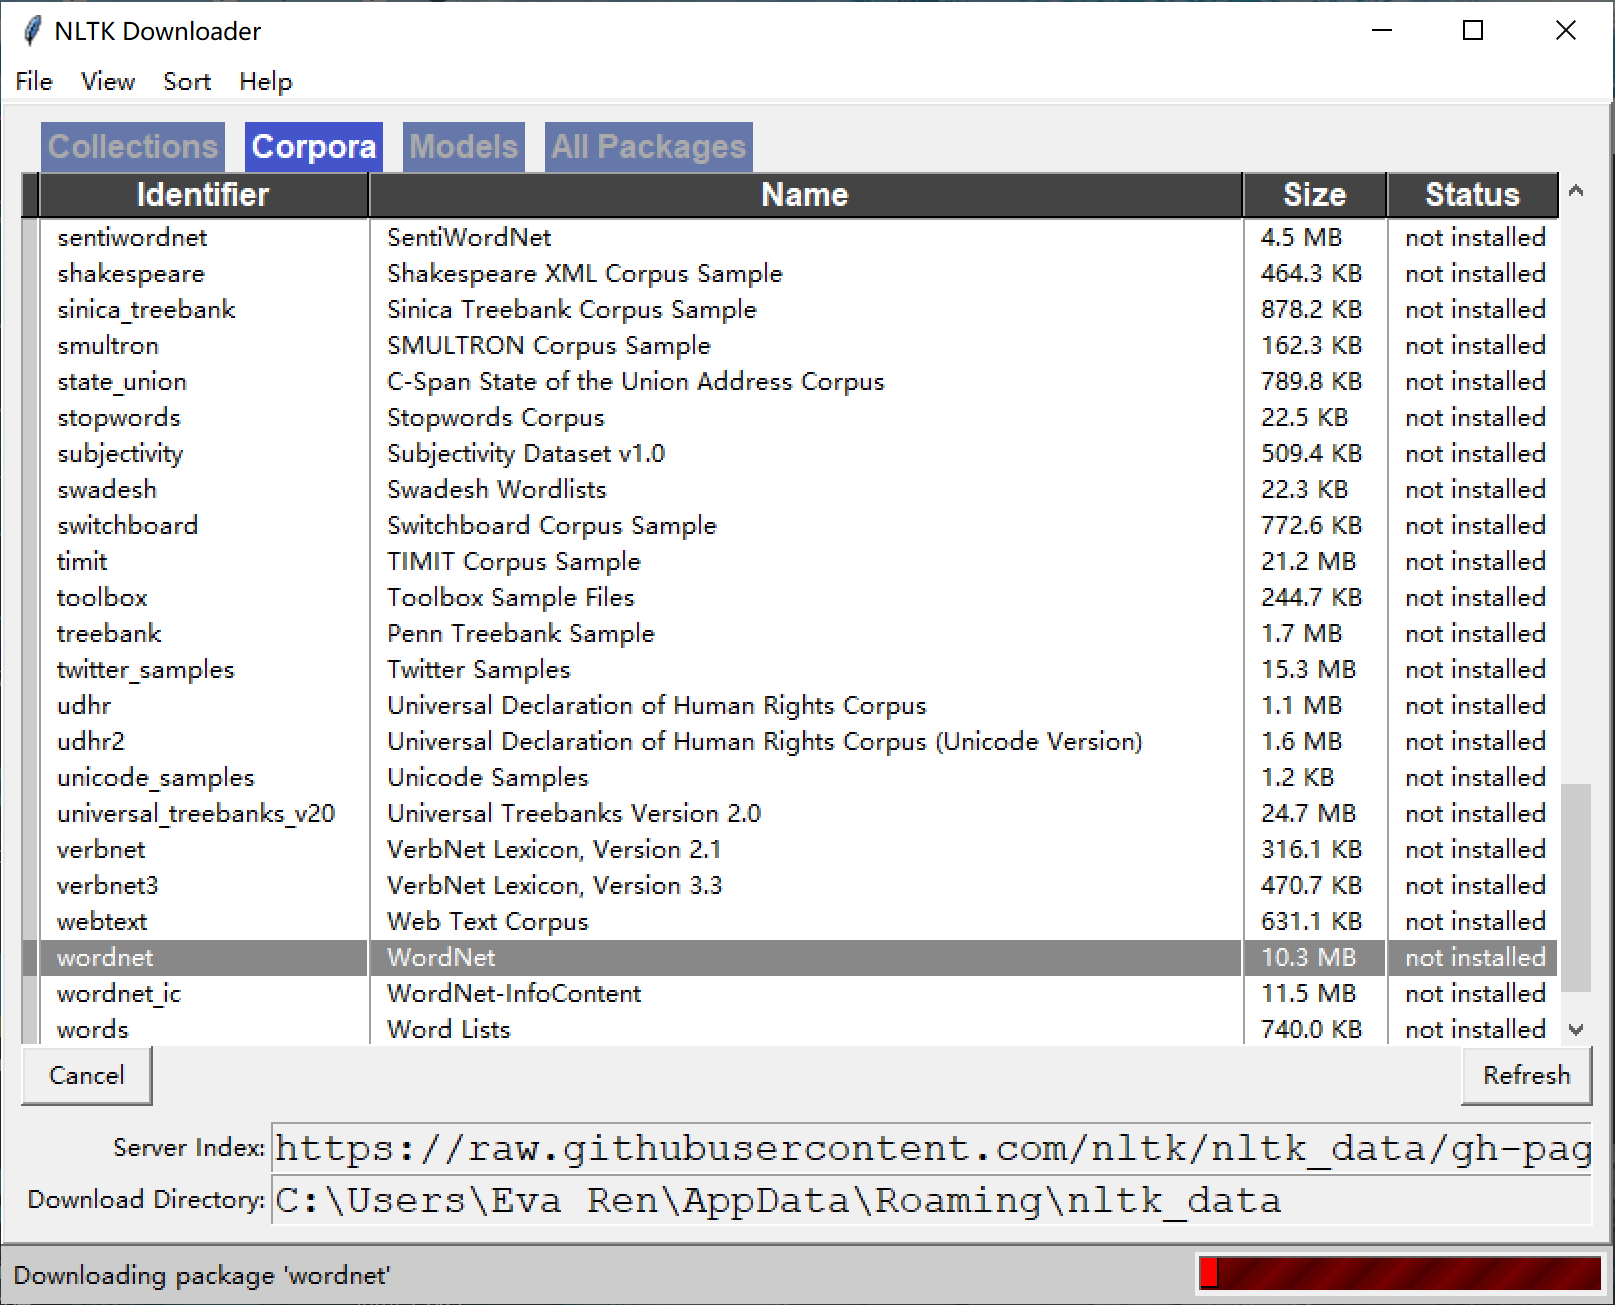 NLTK Downloader
File View Sort Help
Collections Corpora Models All Packages
Identifier Name Size Status
sentiwordnet SentiWordNet 4.5 MB not installed
shakespeare Shakespeare XML Corpus Sample 464.3 KB not installed
sinica_treebank Sinica Treebank Corpus Sample 878.2 KB not installed
smultron SMULTRON Corpus Sample 162.3 KB not installed
state_union C-Span State of the Union Address Corpus 789.8 KB not installed
stopwords Stopwords Corpus 22.5 KB not installed
subjectivity Subjectivity Dataset v1.0 509.4 KB not installed
swadesh Swadesh Wordlists 22.3 KB not installed
switchboard Switchboard Corpus Sample 772.6 KB not installed
timit TIMIT Corpus Sample 21.2 MB not installed
toolbox Toolbox Sample Files 244.7 KB not installed
treebank Penn Treebank Sample 1.7 MB not installed
twitter_samples Twitter Samples 15.3 MB not installed
udhr Universal Declaration of Human Rights Corpus 1.1 MB not installed
udhr2 Universal Declaration of Human Rights Corpus (Unicode Version) 1.6 MB not installed
unicode_samples Unicode Samples 1.2 KB not installed
universal_treebanks_v20 Universal Treebanks Version 2.0 24.7 MB not installed
verbnet VerbNet Lexicon, Version 2.1 316.1 KB not installed
verbnet3 VerbNet Lexicon, Version 3.3 470.7 KB not installed
webtext Web Text Corpus 631.1 KB not installed
wordnet WordNet 10.3 MB not installed
wordnet_ic WordNet-InfoContent 11.5 MB not installed
words Word Lists 740.0 KB not installed
Cancel Refresh
Server Index: https://raw.githubusercontent.com/nltk/nltk_data/gh-pag
Download Directory: C:\Users\Eva Ren\AppData\Roaming\nltk_data
Downloading package 'wordnet'